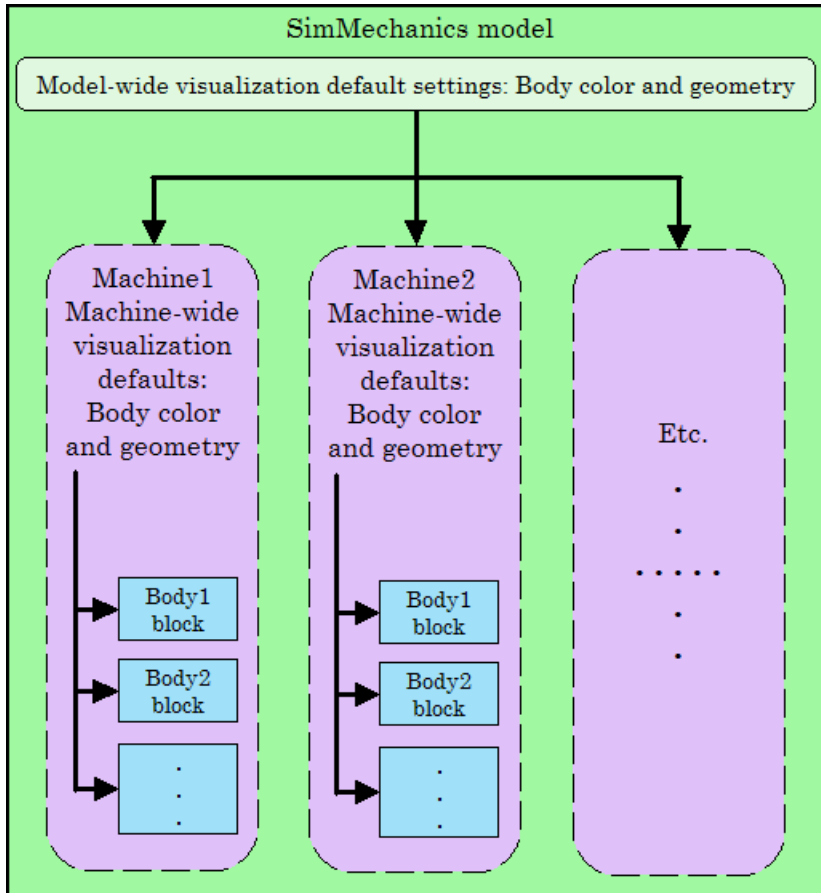 SimMechanics model
Model-wide visualization default settings: Body color and geometry
Machine1
Machine-wide
visualization
defaults:
Body color
and geometry
Body1
block
Body2
block
.
.
.
Machine2
Machine-wide
visualization
defaults:
Body color
and geometry
Body1
block
Body2
block
.
.
.
Etc.
.
.
. . . . .
.
.